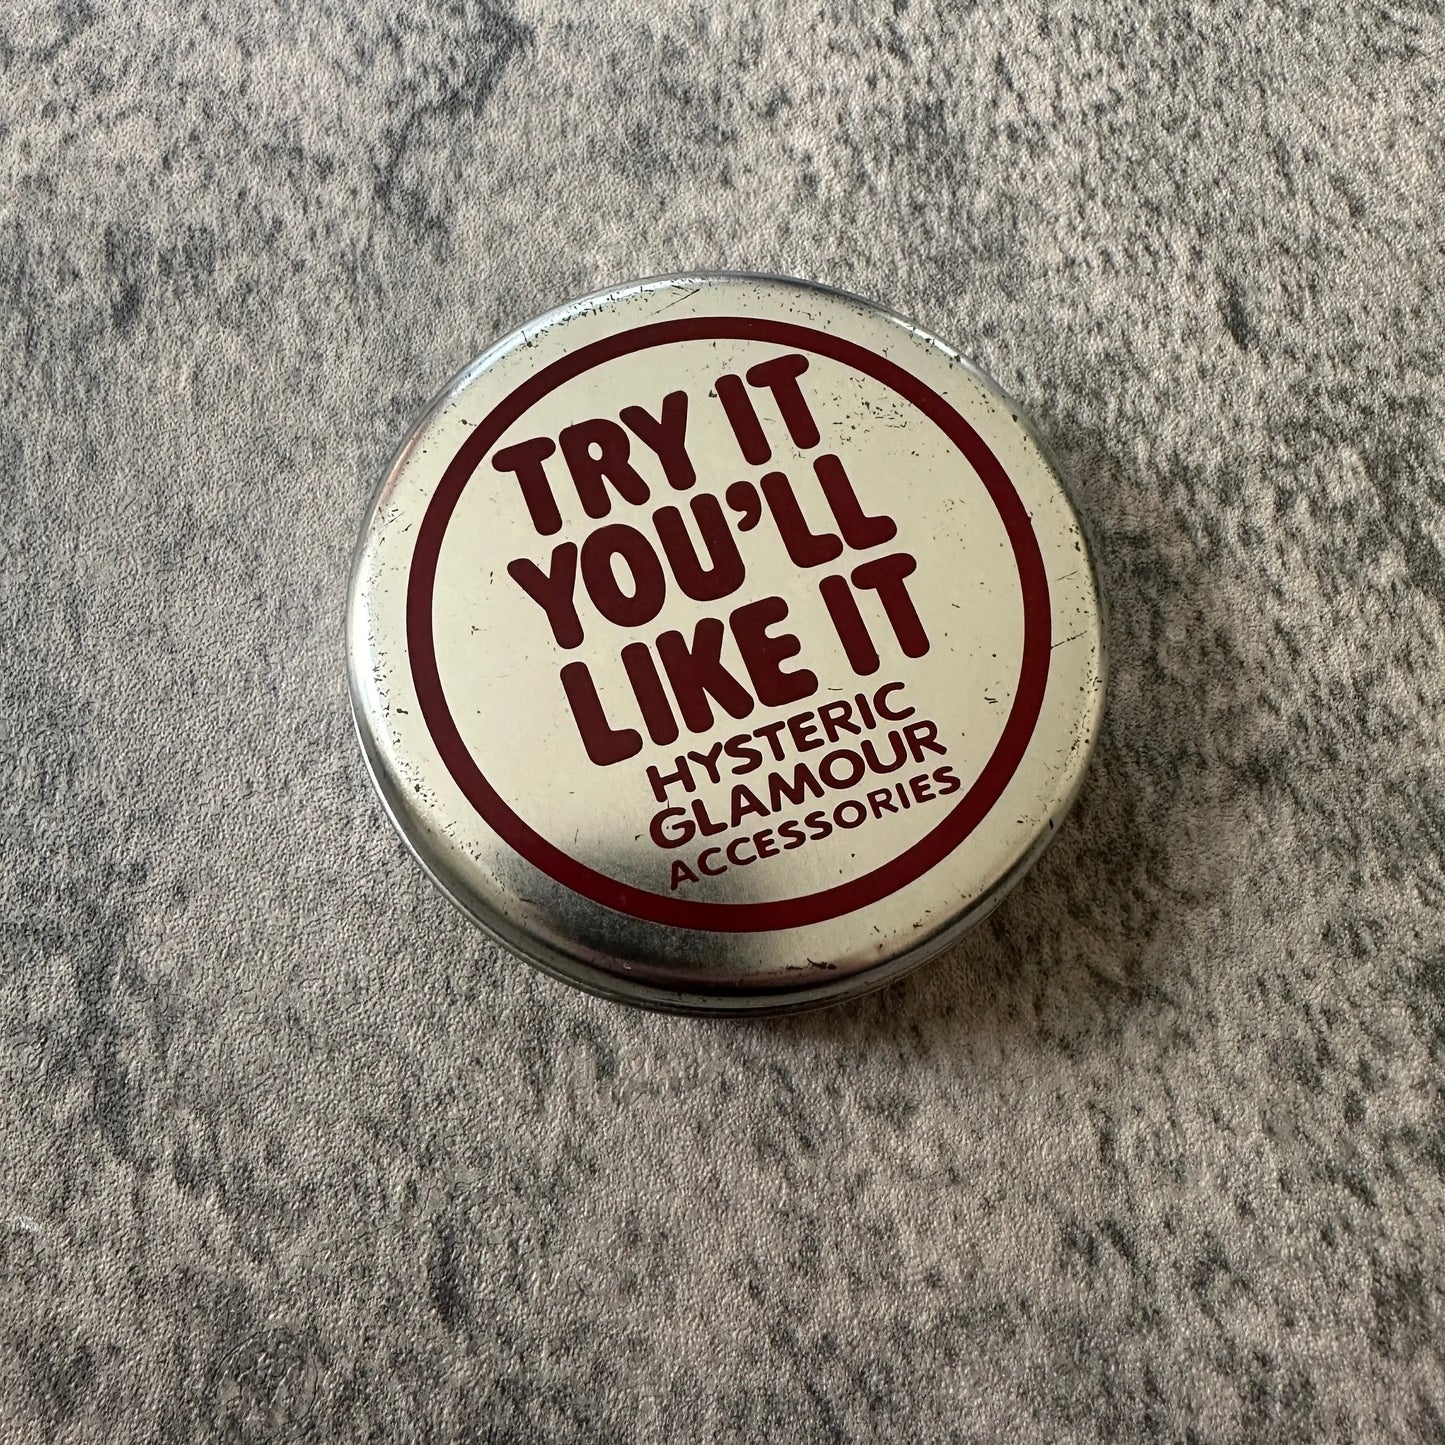 TRY IT
YOU'LL
LIKE IT
HYSTERIC
GLAMOUR
ACCESSORIES